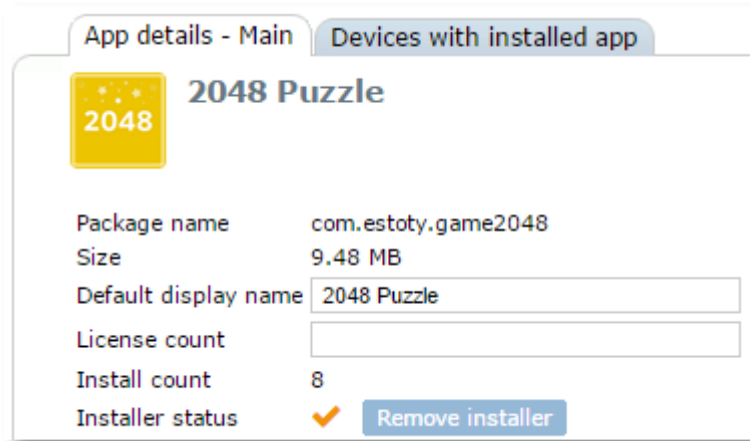 App details - Main Devices with installed app
2048 Puzzle
2048
Package name com.estoty.game2048
Size 9.48 MB
Default display name 2048 Puzzle
License count
Install count 8
Installer status Remove installer